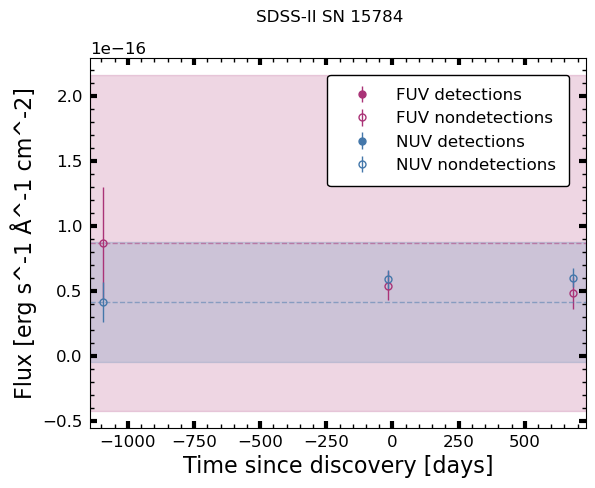 SDSS-II SN 15784
1e−16
FUV detections
FUV nondetections
NUV detections
NUV nondetections
2.0
1.5
1.0
0.5
0.0
−0.5
Flux [erg s^-1 Å^-1 cm^-2]
−1000 −750 −500 −250 0 250 500
Time since discovery [days]